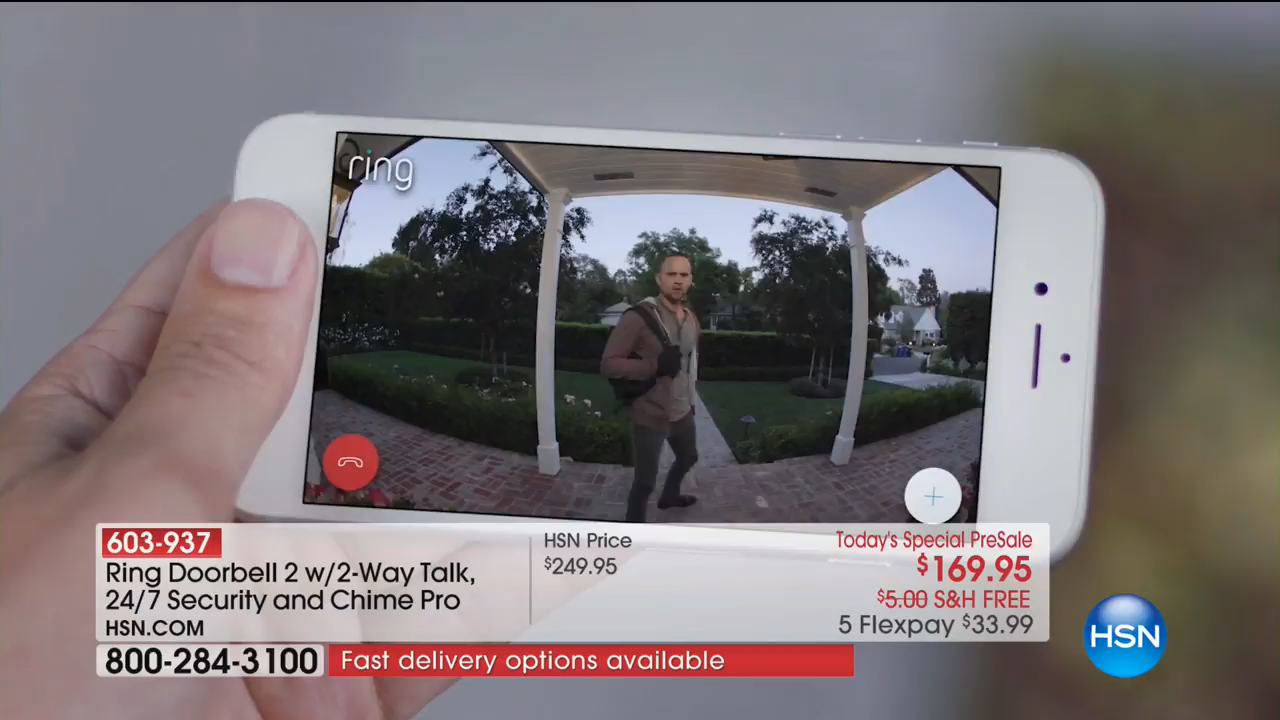 ring
603-937
Ring Doorbell 2 w/2-Way Talk,
24/7 Security and Chime Pro
HSN.COM
HSN Price
$249.95
Today's Special PreSale
$169.95
$5.00 S&H FREE
5 Flexpay $33.99
800-284-3100
Fast delivery options available
HSN